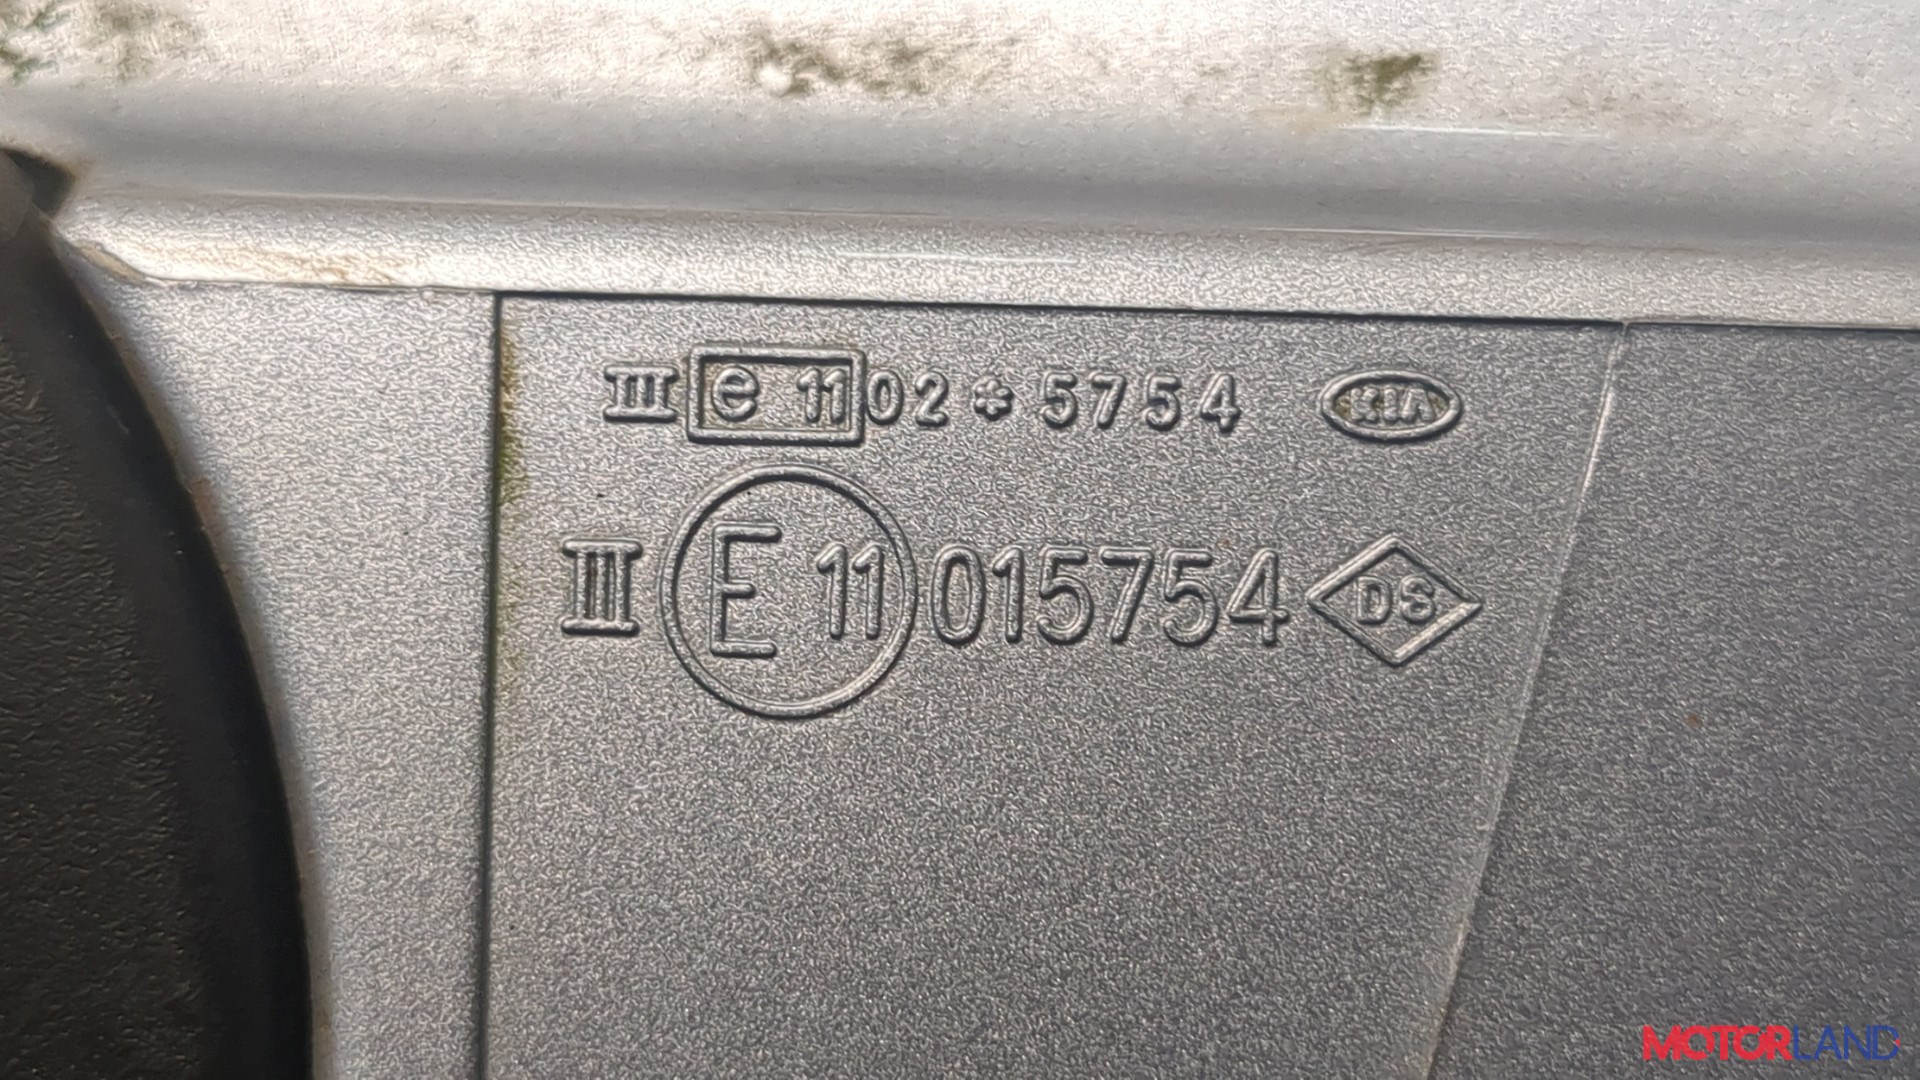 III e 11 02*5754 KIA
III E 11 015754 DS
MOTORLAND